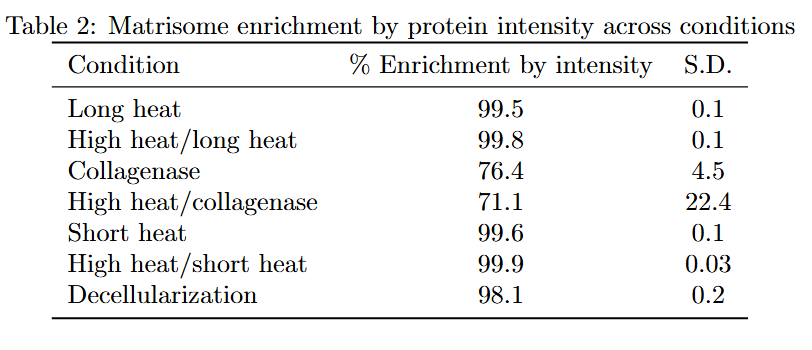 Table 2: Matrisome enrichment by protein intensity across conditions
Condition % Enrichment by intensity S.D.
Long heat 99.5 0.1
High heat/long heat 99.8 0.1
Collagenase 76.4 4.5
High heat/collagenase 71.1 22.4
Short heat 99.6 0.1
High heat/short heat 99.9 0.03
Decellularization 98.1 0.2